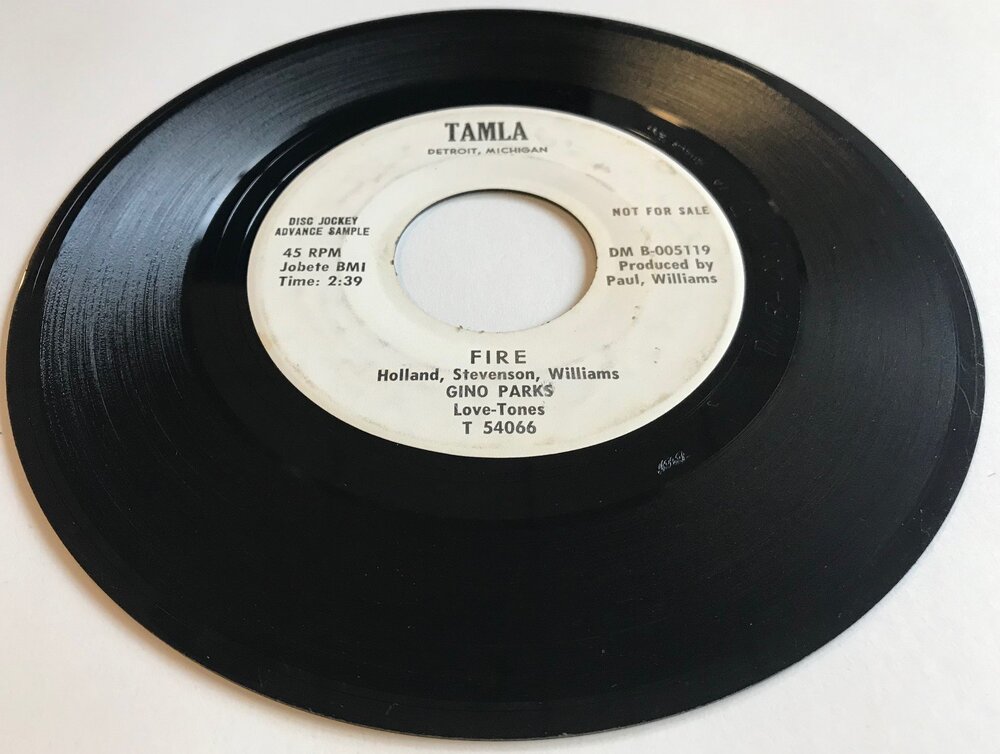 TAMLA
DETROIT, MICHIGAN
DISC JOCKEY
ADVANCE SAMPLE
45 RPM
Jobete BMI
Time: 2:39
NOT FOR SALE
DM B-005119
Produced by
Paul, Williams
FIRE
Holland, Stevenson, Williams
GINO PARKS
Love-Tones
T 54066